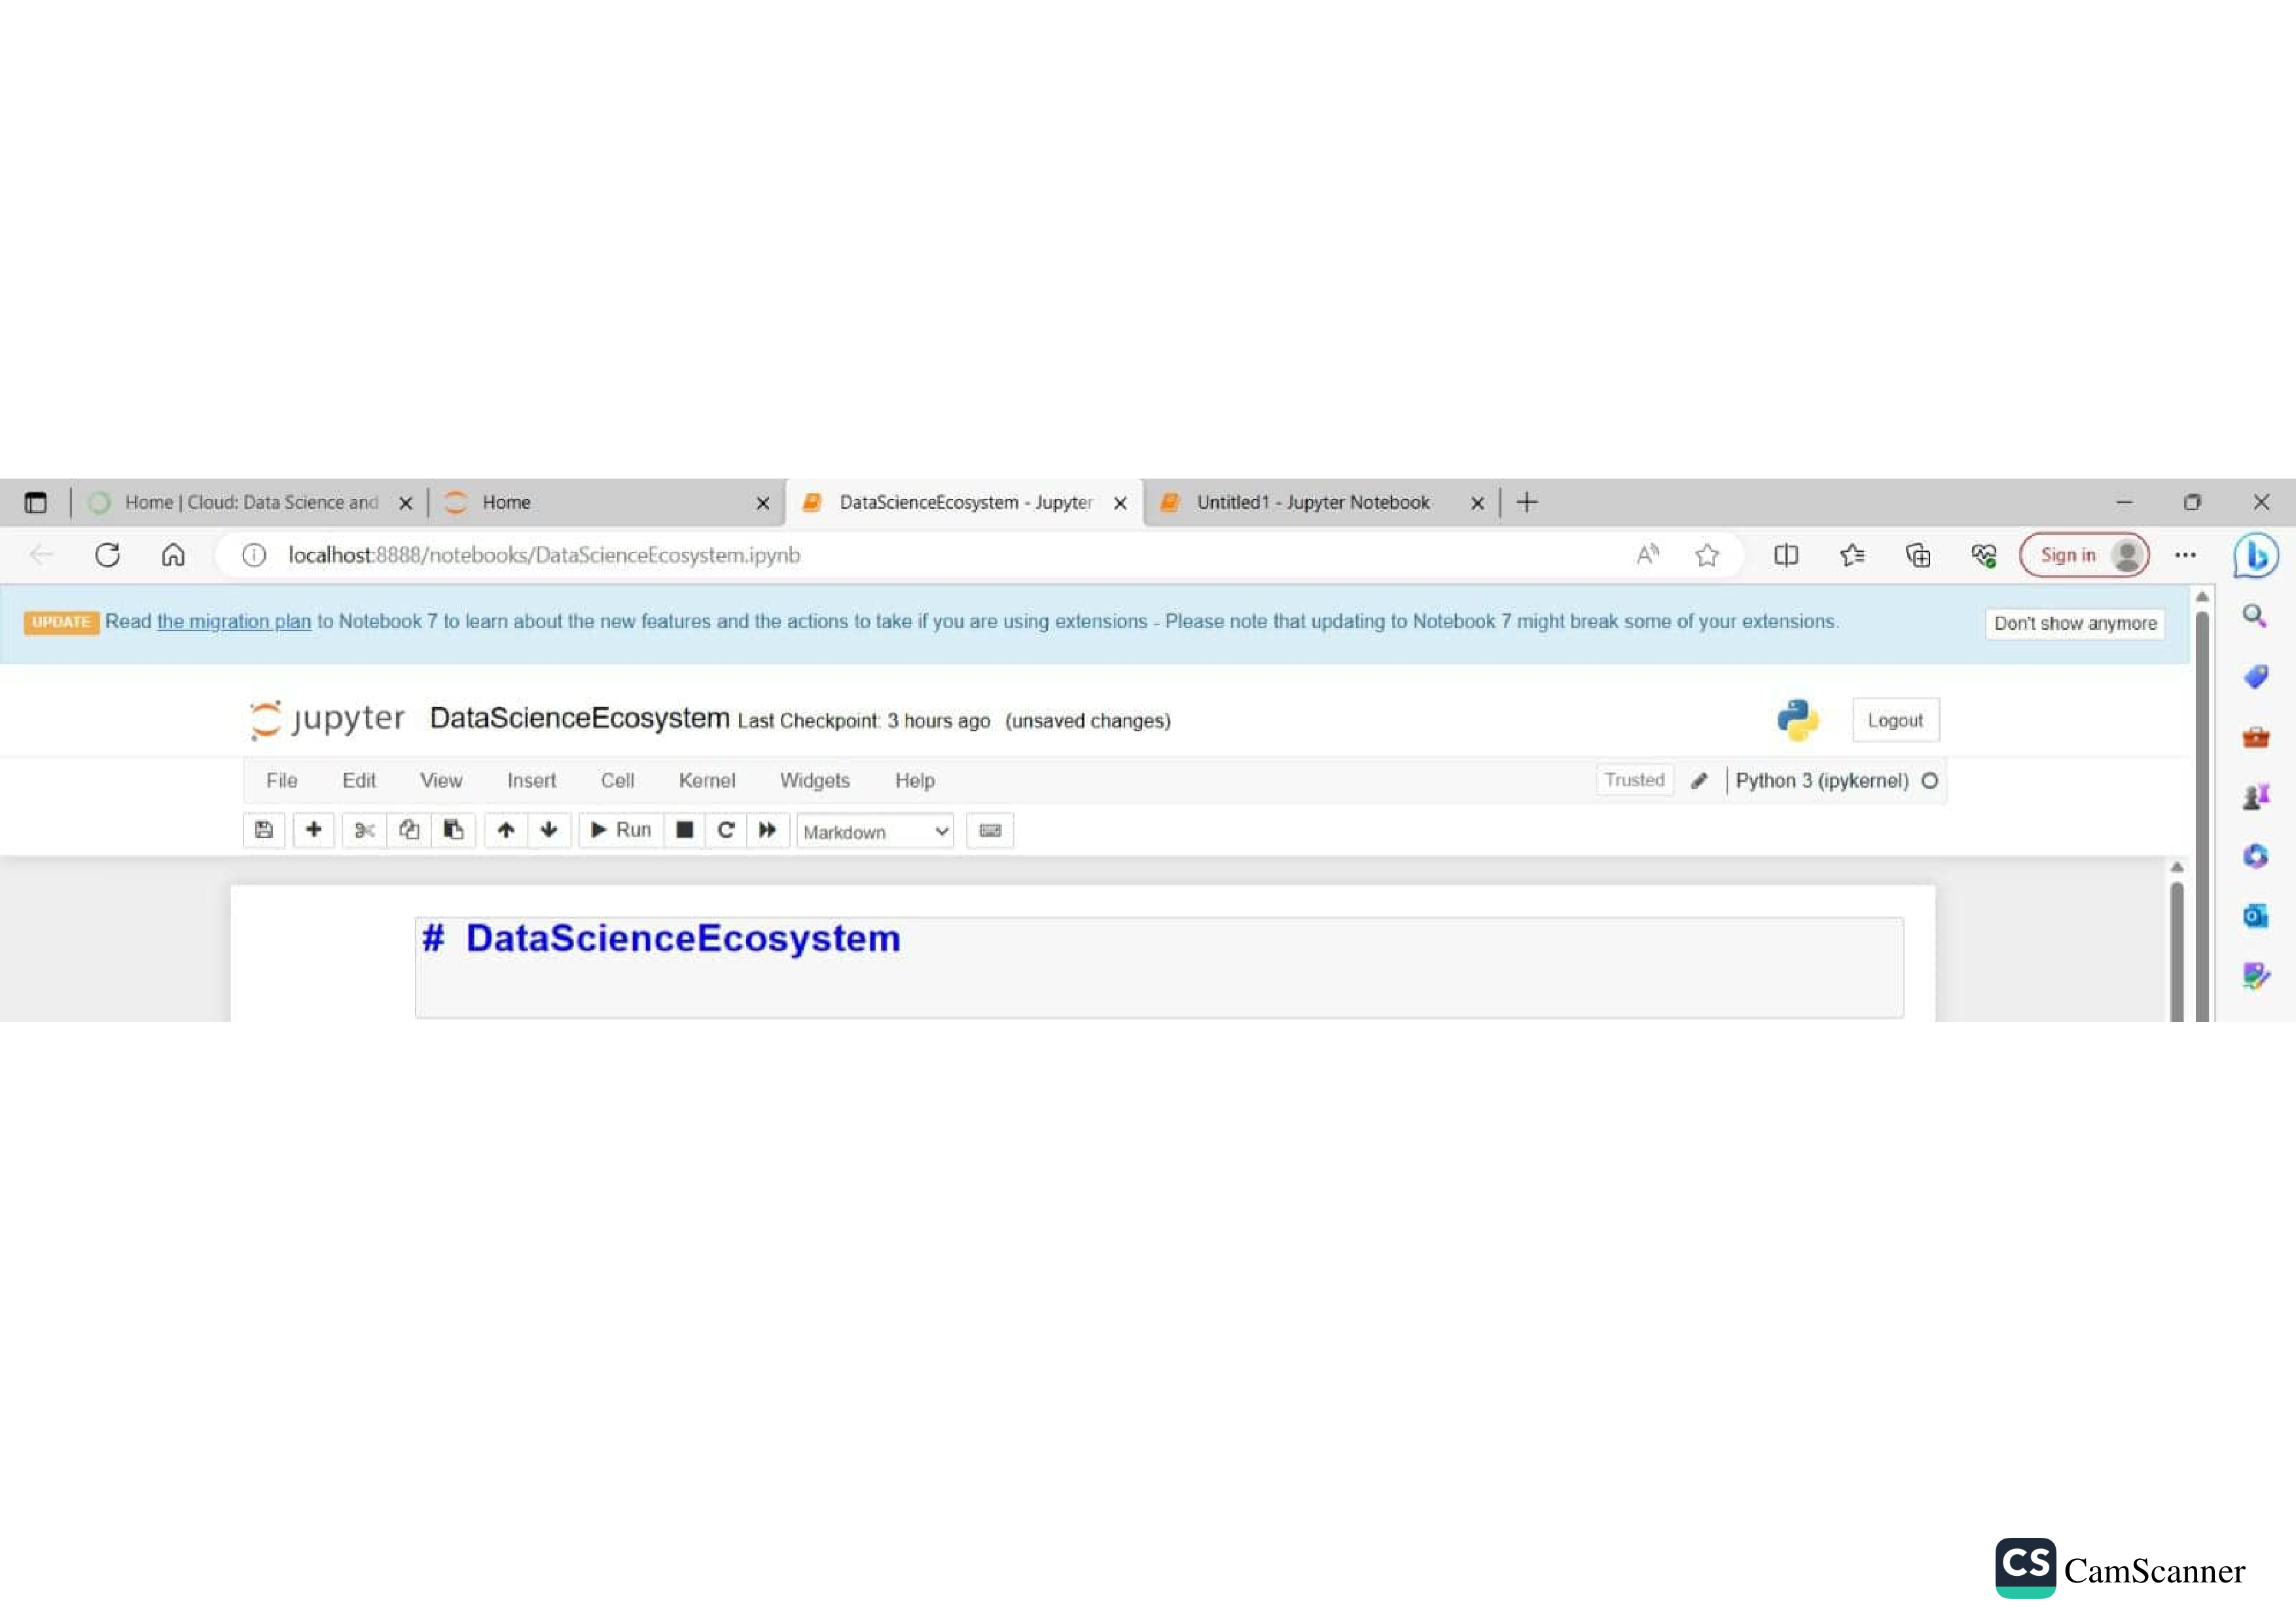 Home | Cloud: Data Science and
Home
DataScienceEcosystem - Jupyter
Untitled1 - Jupyter Notebook
localhost:8888/notebooks/DataScienceEcosystem.ipynb
Sign in
UPDATE Read the migration plan to Notebook 7 to learn about the new features and the actions to take if you are using extensions - Please note that updating to Notebook 7 might break some of your extensions.
Don't show anymore
jupyter DataScienceEcosystem Last Checkpoint: 3 hours ago (unsaved changes)
Logout
File Edit View Insert Cell Kernel Widgets Help
Trusted
Python 3 (ipykernel)
Run
Markdown
# DataScienceEcosystem
CS CamScanner